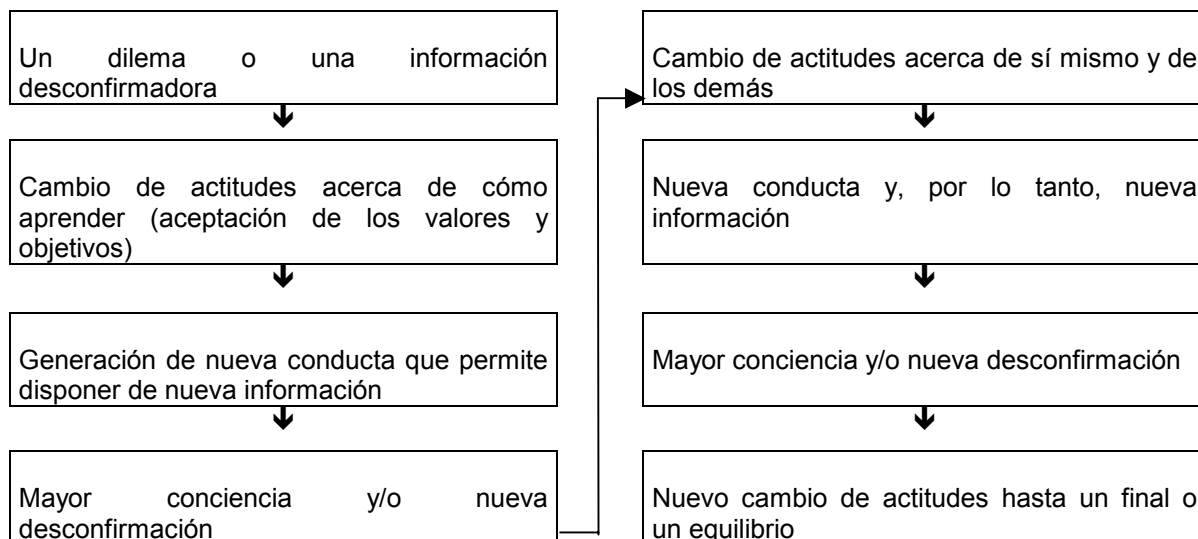 Un dilema o una información
desconfirmadora
Cambio de actitudes acerca de cómo
aprender (aceptación de los valores y
objetivos)
Generación de nueva conducta que permite
disponer de nueva información
Mayor conciencia y/o nueva
desconfirmación
Cambio de actitudes acerca de sí mismo y de
los demás
Nueva conducta y, por lo tanto, nueva
información
Mayor conciencia y/o nueva desconfirmación
Nuevo cambio de actitudes hasta un final o
un equilibrio